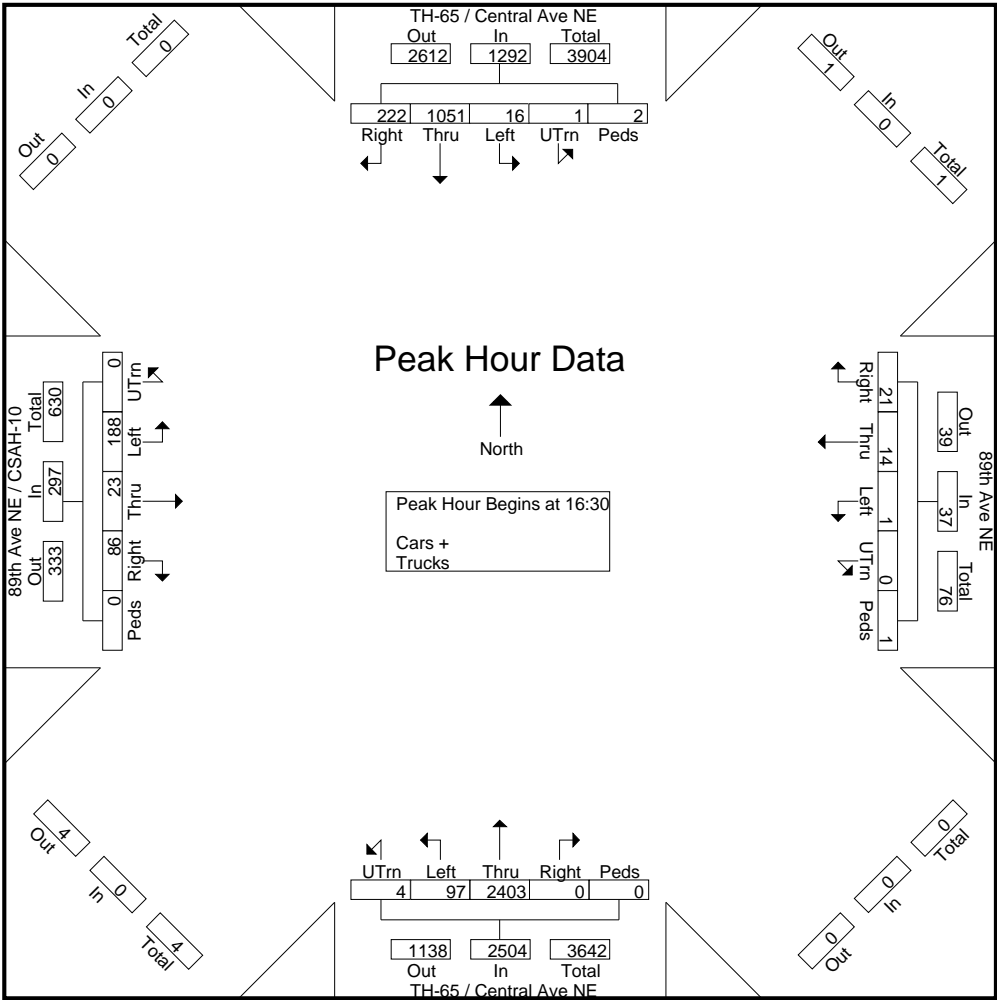 TH-65 / Central Ave NE
Out In Total
2612 1292 3904
222 1051 16 1 2
Right Thru Left UTrn Peds
Total
0
In
0
Out
0
Out
1
In
0
Total
1
Peak Hour Data
North
Peak Hour Begins at 16:30
Cars +
Trucks
89th Ave NE / CSAH-10
Out In Total
333 297 630
0 188 23 86 0
UTrn Left Thru Right Peds
89th Ave NE
Out In Total
39 37 76
21 14 1 0 1
Right Thru Left UTrn Peds
4
Out
0
In
4
Total
0
Total
0
In
0
Out
UTrn Left Thru Right Peds
4 97 2403 0 0
1138 2504 3642
Out In Total
TH-65 / Central Ave NE